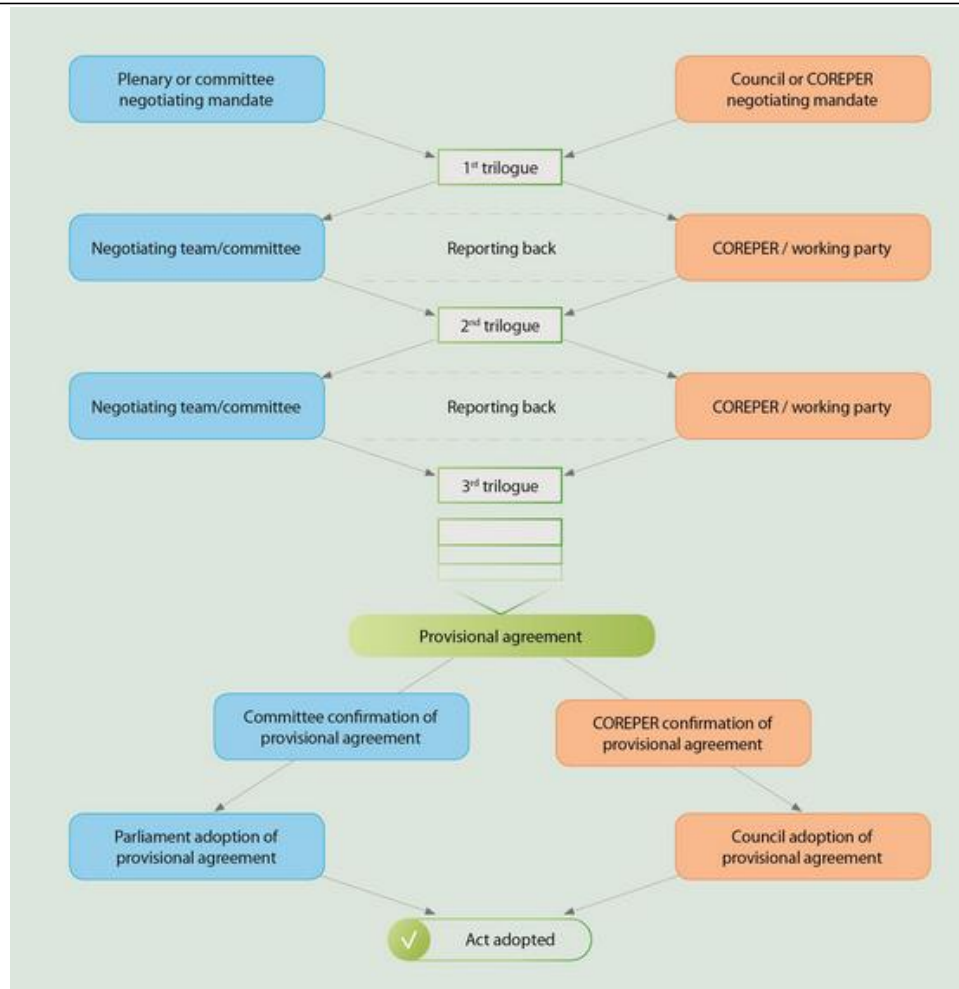 Plenary or committee
negotiating mandate
Council or COREPER
negotiating mandate
1st trilogue
Negotiating team/committee
Reporting back
COREPER / working party
2nd trilogue
Negotiating team/committee
Reporting back
COREPER / working party
3rd trilogue
Provisional agreement
Committee confirmation of
provisional agreement
COREPER confirmation of
provisional agreement
Parliament adoption of
provisional agreement
Council adoption of
provisional agreement
Act adopted